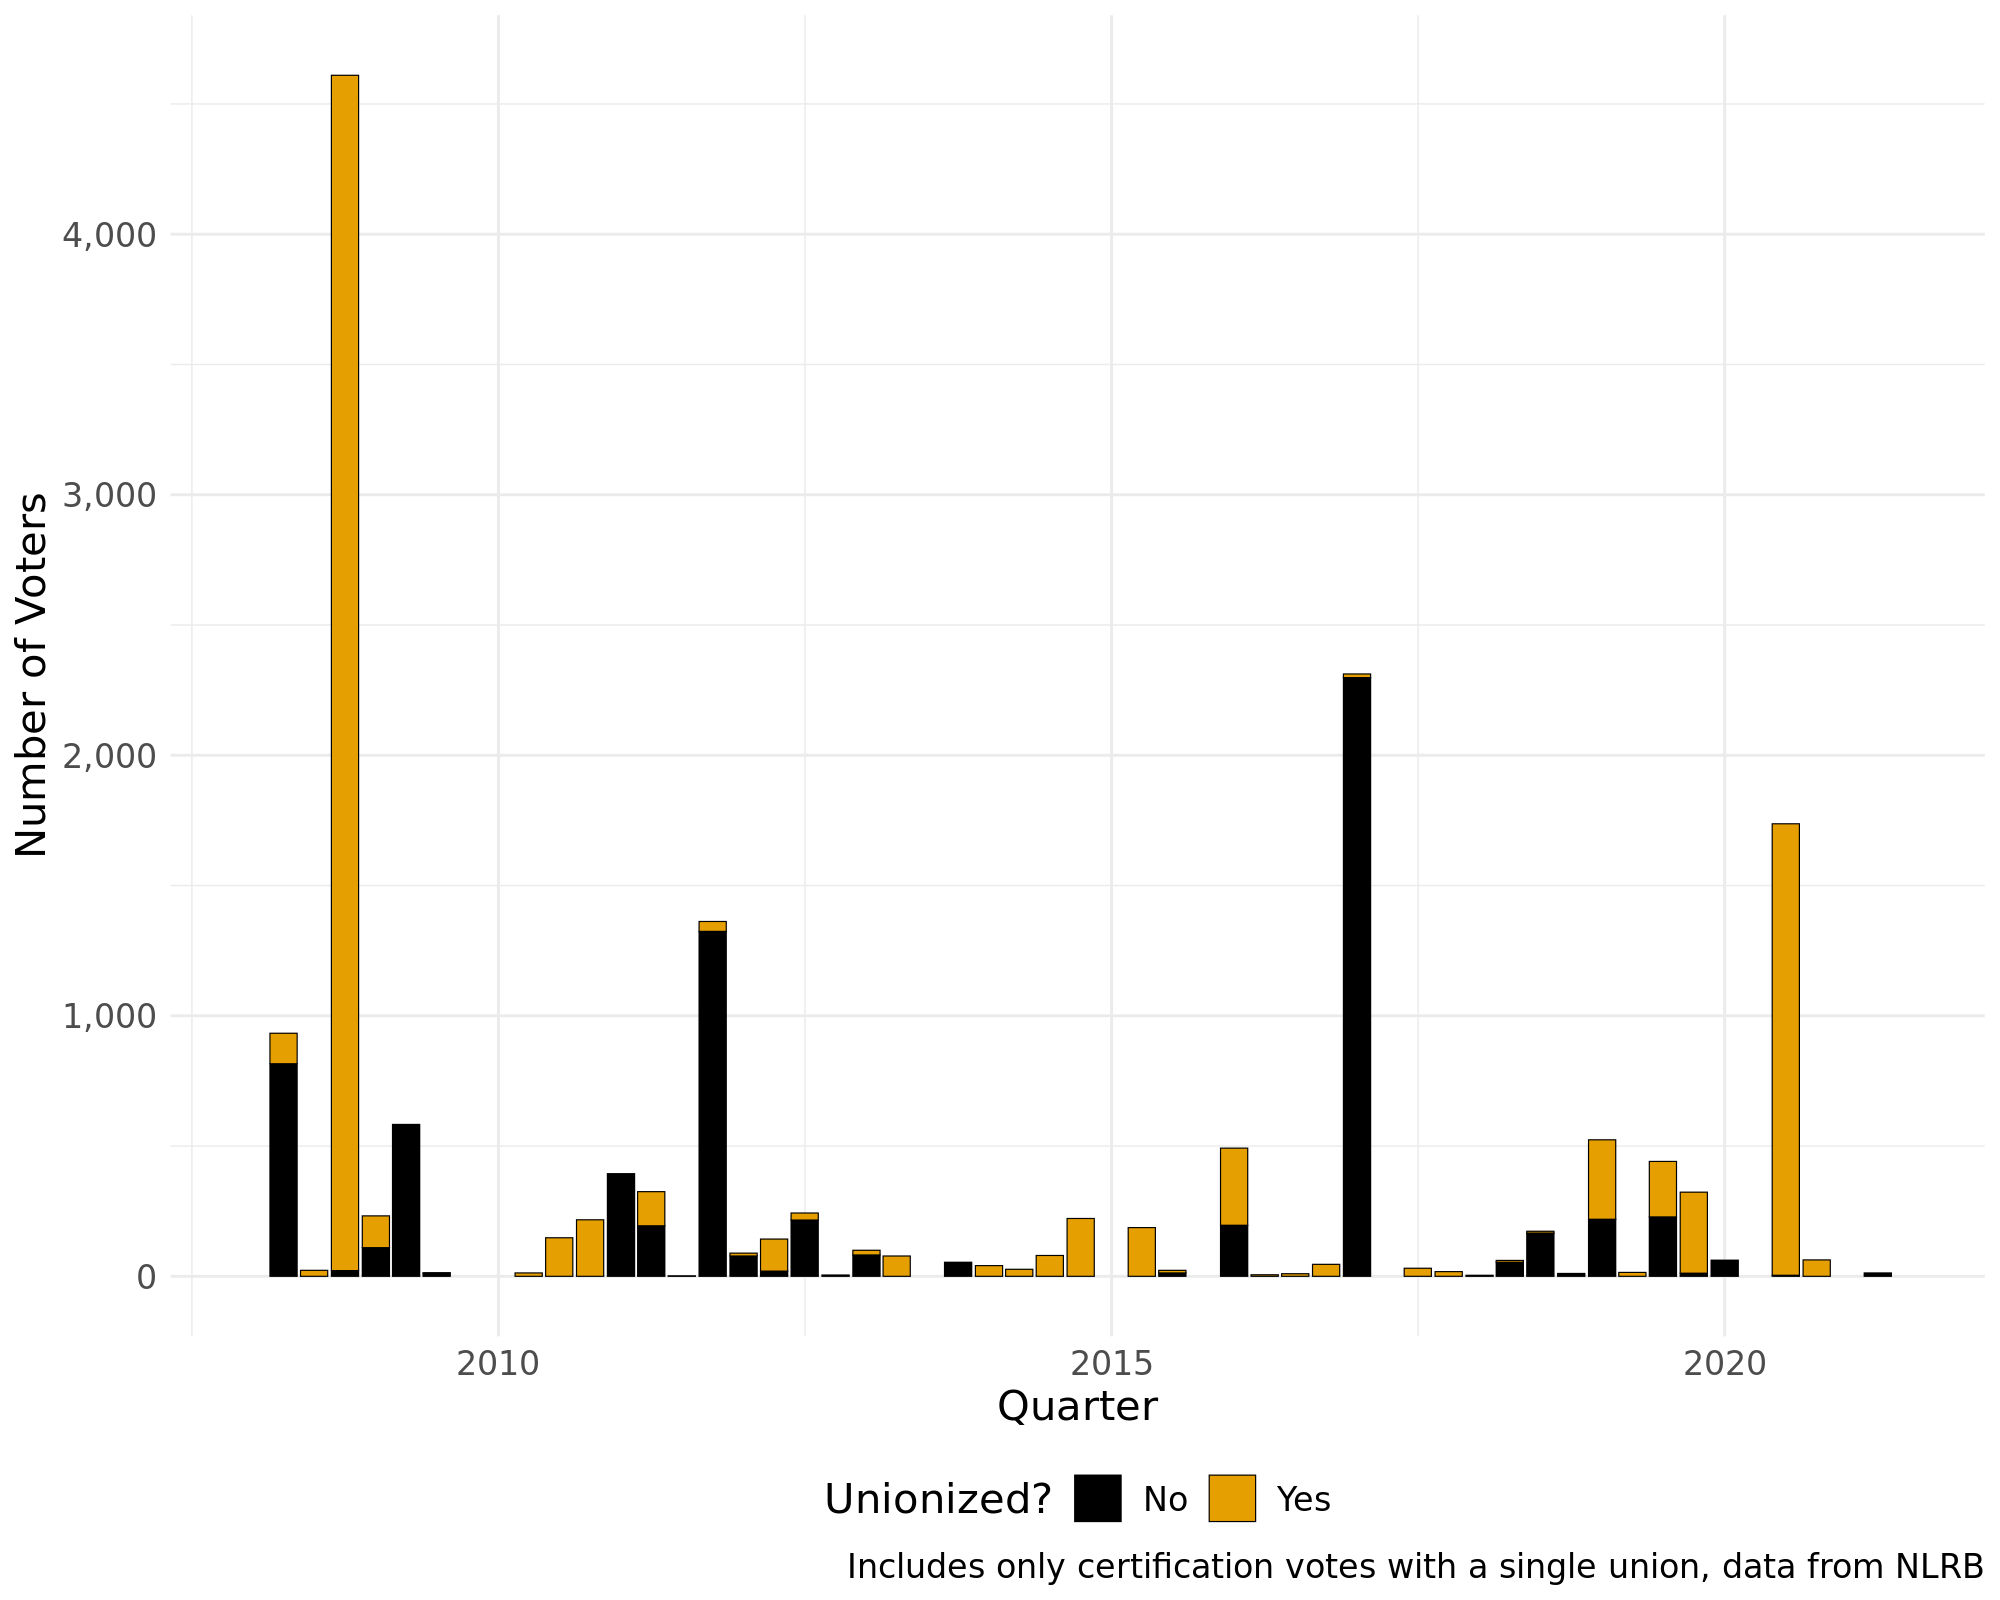 Number of Voters
4,000
3,000
2,000
1,000
0
2010 2015 2020
Quarter
Unionized? No Yes
Includes only certification votes with a single union, data from NLRB